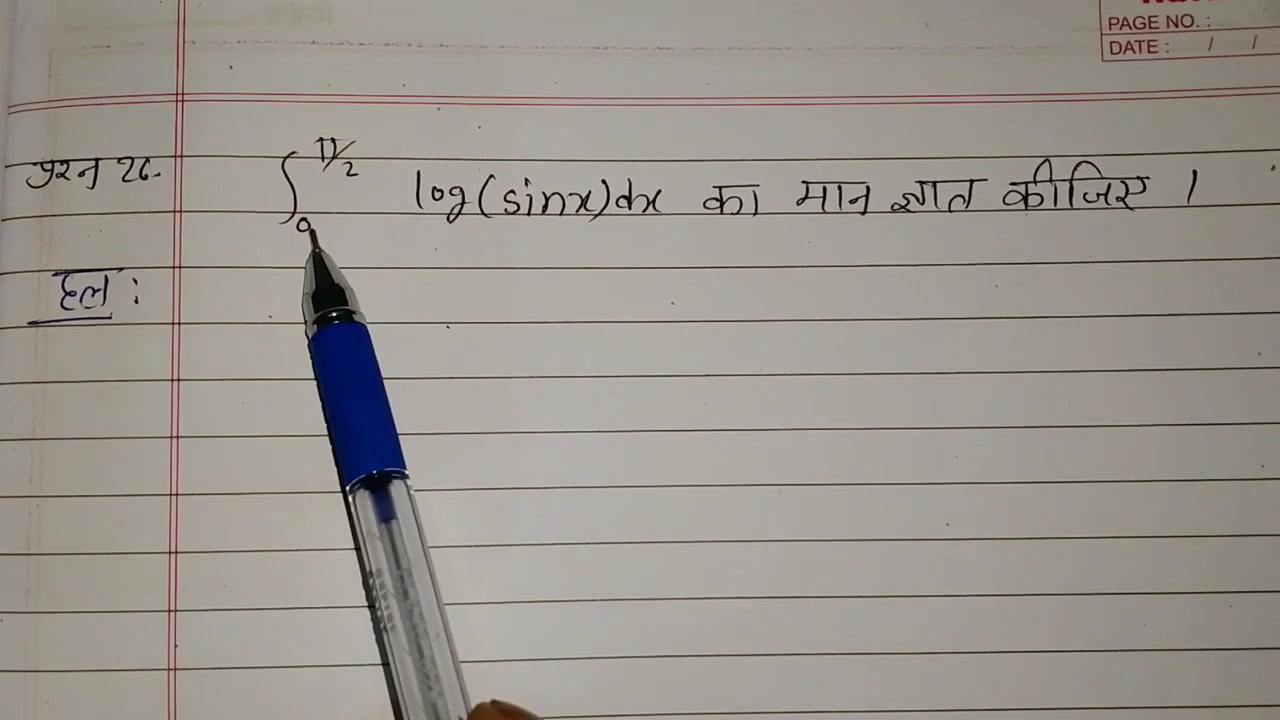 PAGE NO. :
DATE : / /
प्रश्न 26. ∫₀^π/2 log(sinx)dx का मान ज्ञात कीजिए ।
हल :